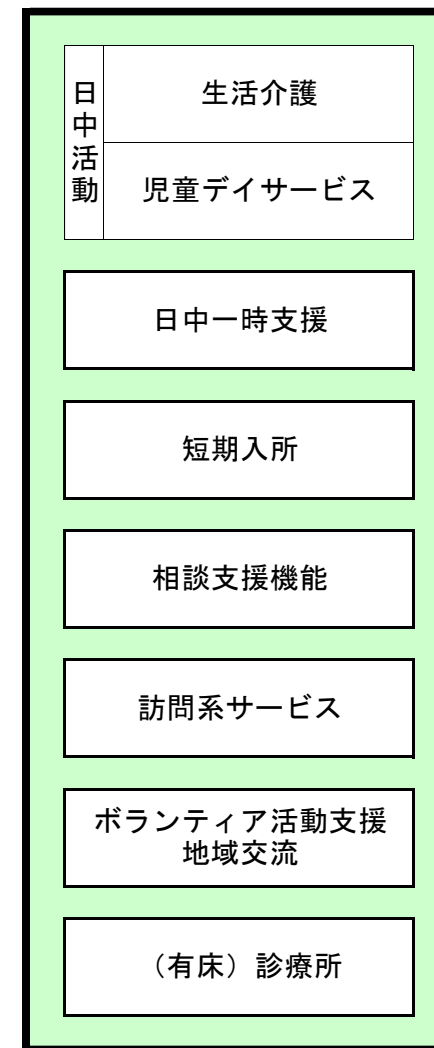 日中活動
生活介護
児童デイサービス
日中一時支援
短期入所
相談支援機能
訪問系サービス
ボランティア活動支援
地域交流
（有床）診療所